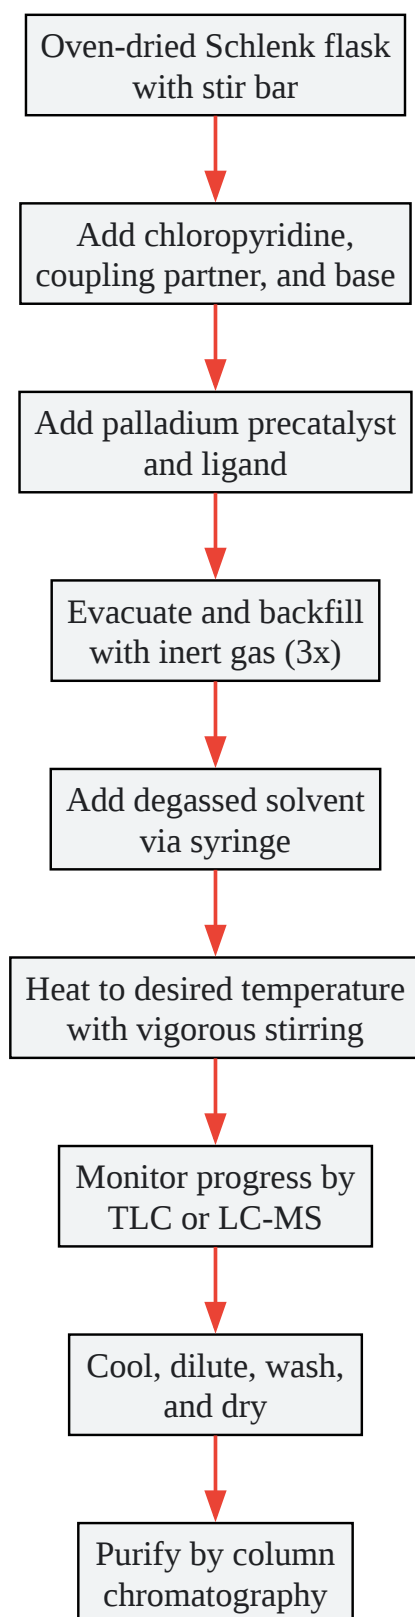 Oven-dried Schlenk flask
with stir bar
Add chloropyridine,
coupling partner, and base
Add palladium precatalyst
and ligand
Evacuate and backfill
with inert gas (3x)
Add degassed solvent
via syringe
Heat to desired temperature
with vigorous stirring
Monitor progress by
TLC or LC-MS
Cool, dilute, wash,
and dry
Purify by column
chromatography